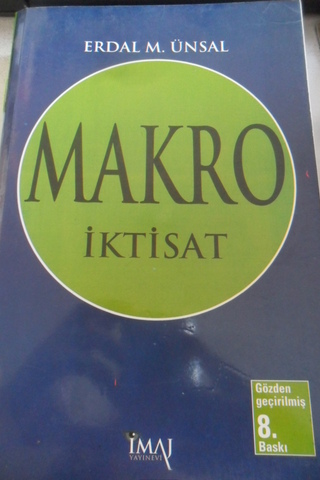 ERDAL M. ÜNSAL
MAKRO
İKTİSAT
Gözden
geçirilmiş
8.
Baskı
İMAJ
YAYINEVİ